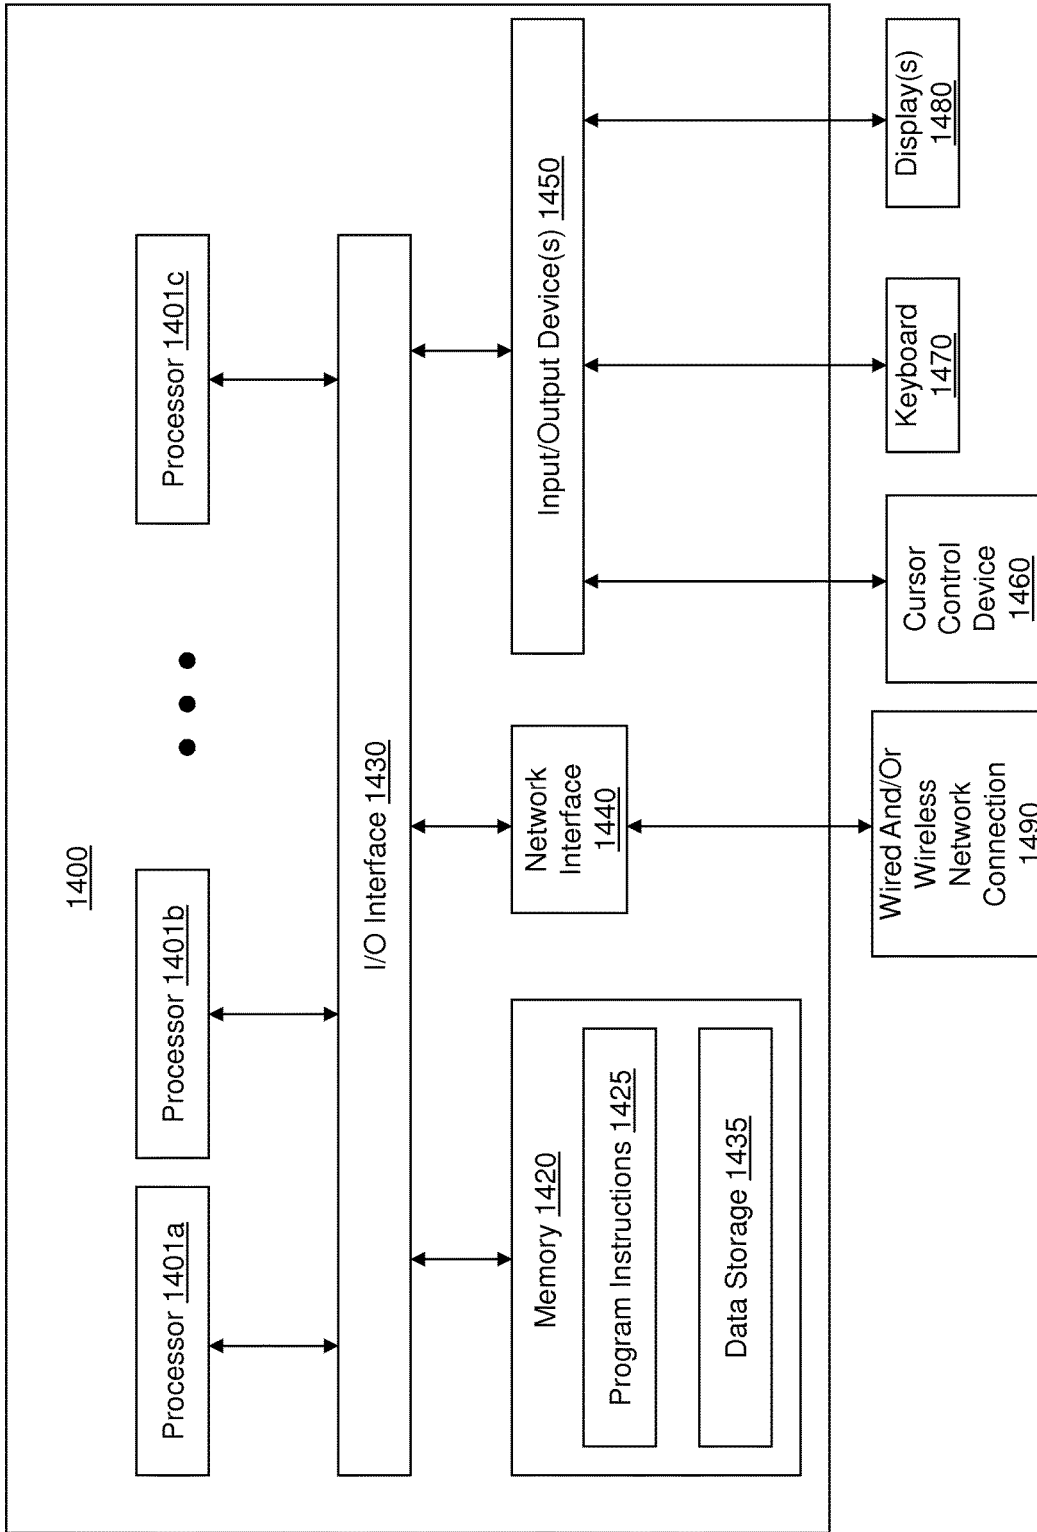 1400
Processor 1401a
Processor 1401b
Processor 1401c
I/O Interface 1430
Memory 1420
Program Instructions 1425
Data Storage 1435
Network
Interface
1440
Input/Output Device(s) 1450
Wired And/Or
Wireless
Network
Connection
1490
Cursor
Control
Device
1460
Keyboard
1470
Display(s)
1480